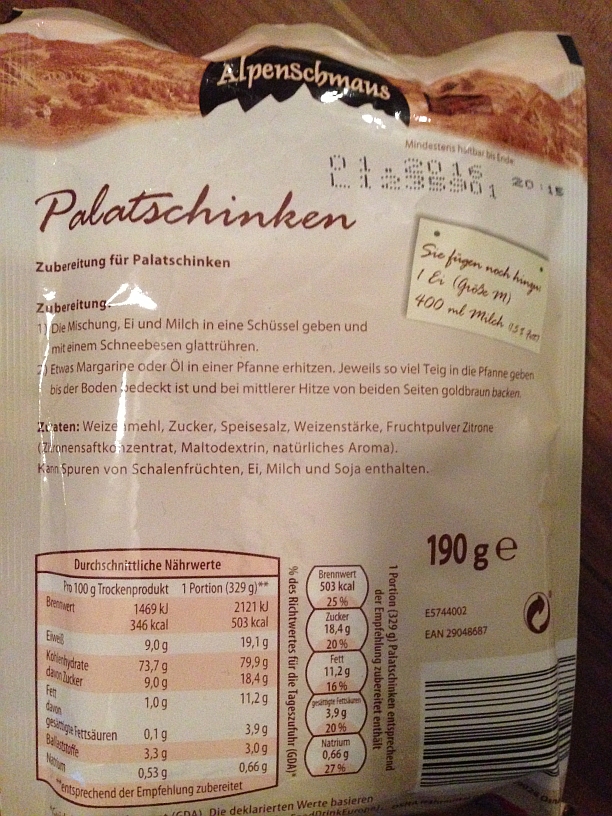 Alpenschmaus
Mindestens haltbar bis Ende:
01 2016
20:15
Palatschinken
Sie fügen noch hinzu:
1 Ei (Größe M)
400 ml Milch
Zubereitung für Palatschinken
Zubereitung:
1) Die Mischung, Ei und Milch in eine Schüssel geben und
mit einem Schneebesen glattrühren.
2) Etwas Margarine oder Öl in einer Pfanne erhitzen. Jeweils so viel Teig in die Pfanne geben
bis der Boden bedeckt ist und bei mittlerer Hitze von beiden Seiten goldbraun backen.
Zutaten: Weizenmehl, Zucker, Speisesalz, Weizenstärke, Fruchtpulver Zitrone
(Zitronensaftkonzentrat, Maltodextrin, natürliches Aroma).
Kann Spuren von Schalenfrüchten, Ei, Milch und Soja enthalten.
190 g e
ES744002
EAN 29048687
Durchschnittliche Nährwerte
Pro 100 g Trockenprodukt 1 Portion (329 g)**
Brennwert 1469 kJ 2121 kJ
346 kcal 503 kcal
Eiweiß 9,0 g 19,1 g
Kohlenhydrate 73,7 g 79,9 g
davon Zucker 9,0 g 18,4 g
Fett 1,0 g 11,2 g
davon
gesättigte Fettsäuren 0,1 g 3,9 g
Ballaststoffe 3,3 g 3,0 g
Natrium 0,53 g 0,66 g
**entsprechend der Empfehlung zubereitet
% des Richtwertes für die Tageszufuhr (GDA)*
Brennwert
503 kcal
25 %
Zucker
18,4 g
20 %
Fett
11,2 g
16 %
gesättigte Fettsäuren
3,9 g
20 %
Natrium
0,66 g
27 %
1 Portion (329 g) Palatschinken entsprechend
der Empfehlung zubereitet enthält
(GDA). Die deklarierten Werte basieren